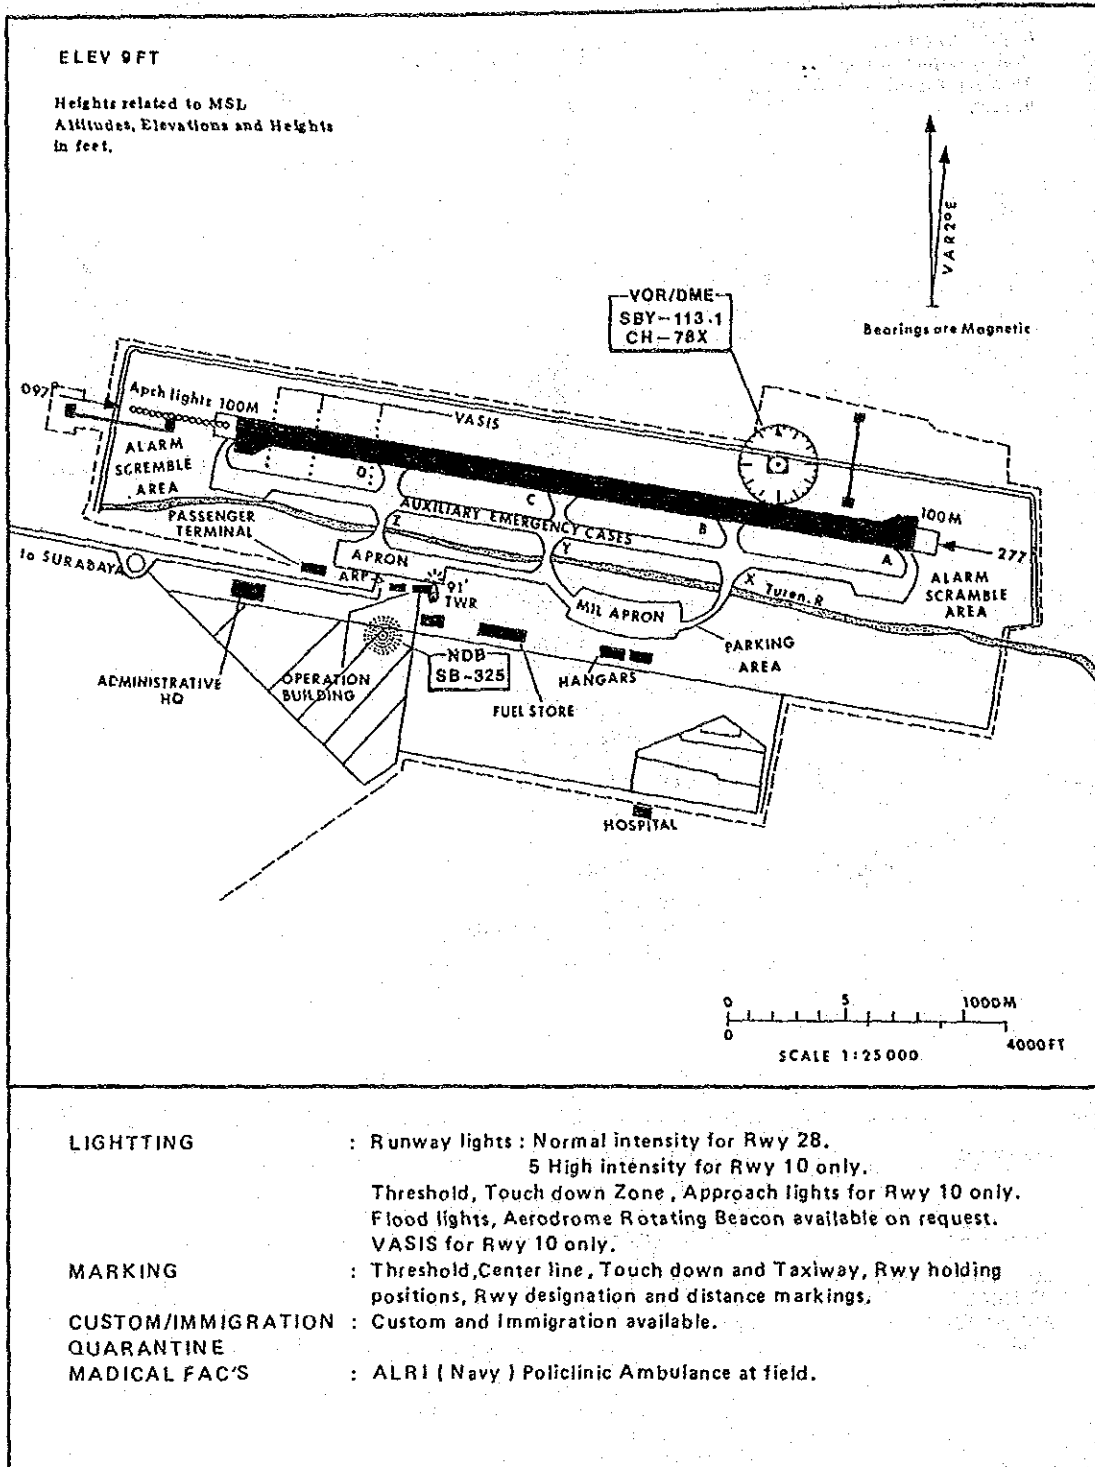 ELEV 9FT
Heights related to MSL
Altitudes, Elevations and Heights
in feet.
VAR 2°E
Bearings are Magnetic
VOR/DME
SBY-113.1
CH-78X
097°
Apch lights 100M
VASIS
ALARM
SCREMBLE
AREA
D
C
B
A
100M
277
AUXILIARY EMERGENCY CASES
PASSENGER
TERMINAL
Z
Y
X
Turen.R
ALARM
SCRAMBLE
AREA
to SURABAYA
APRON
ARP
91'
TWR
MIL APRON
PARKING
AREA
ADMINISTRATIVE
HQ
OPERATION
BUILDING
NDB
SB-325
HANGARS
FUEL STORE
HOSPITAL
0 5 1000M
0 4000FT
SCALE 1:25000
LIGHTTING : Runway lights : Normal intensity for Rwy 28.
5 High intensity for Rwy 10 only.
Threshold, Touch down Zone, Approach lights for Rwy 10 only.
Flood lights, Aerodrome Rotating Beacon available on request.
VASIS for Rwy 10 only.
MARKING : Threshold,Center line, Touch down and Taxiway, Rwy holding
positions, Rwy designation and distance markings.
CUSTOM/IMMIGRATION : Custom and Immigration available.
QUARANTINE
MADICAL FAC'S : ALRI (Navy) Policlinic Ambulance at field.